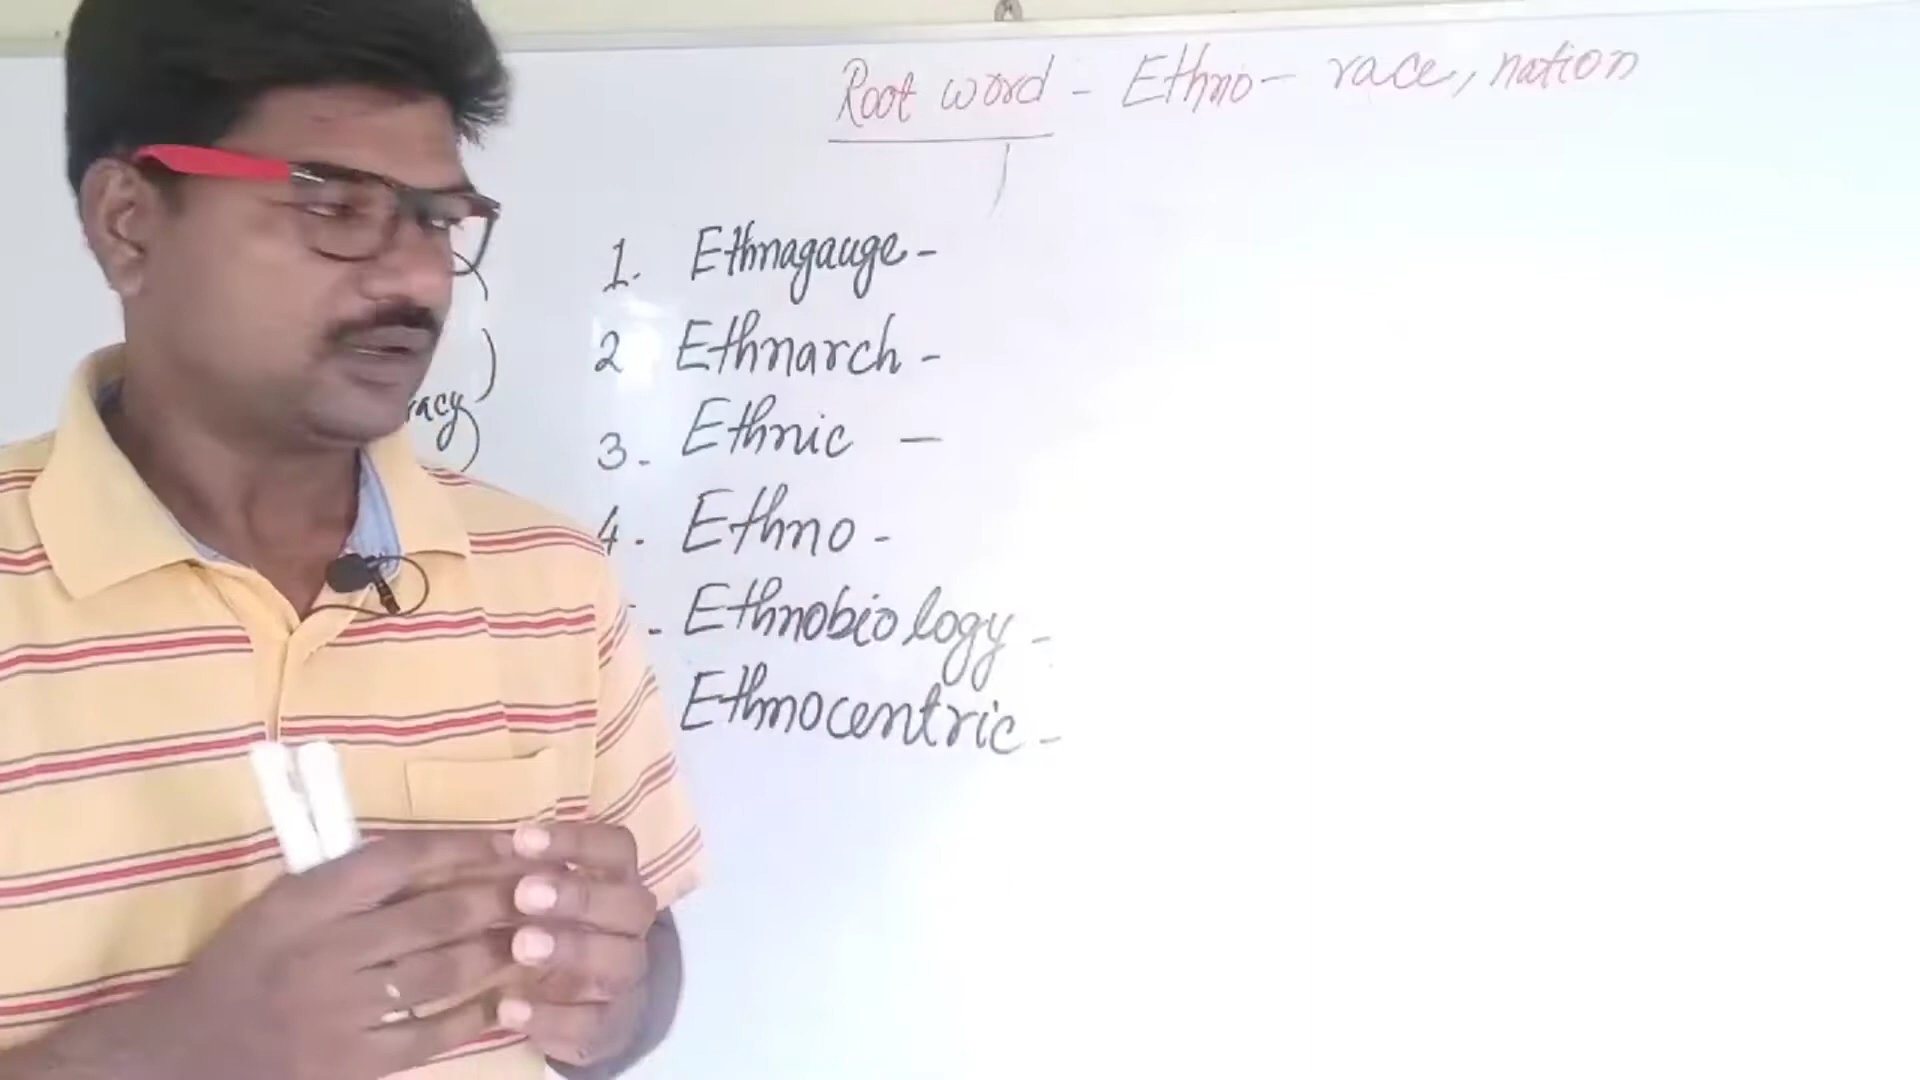 Root word - Ethno - race, nation
1. Ethnagauge -
2 Ethnarch -
3. Ethnic -
4. Ethno -
- Ethnobiology -
Ethnocentric -
racy